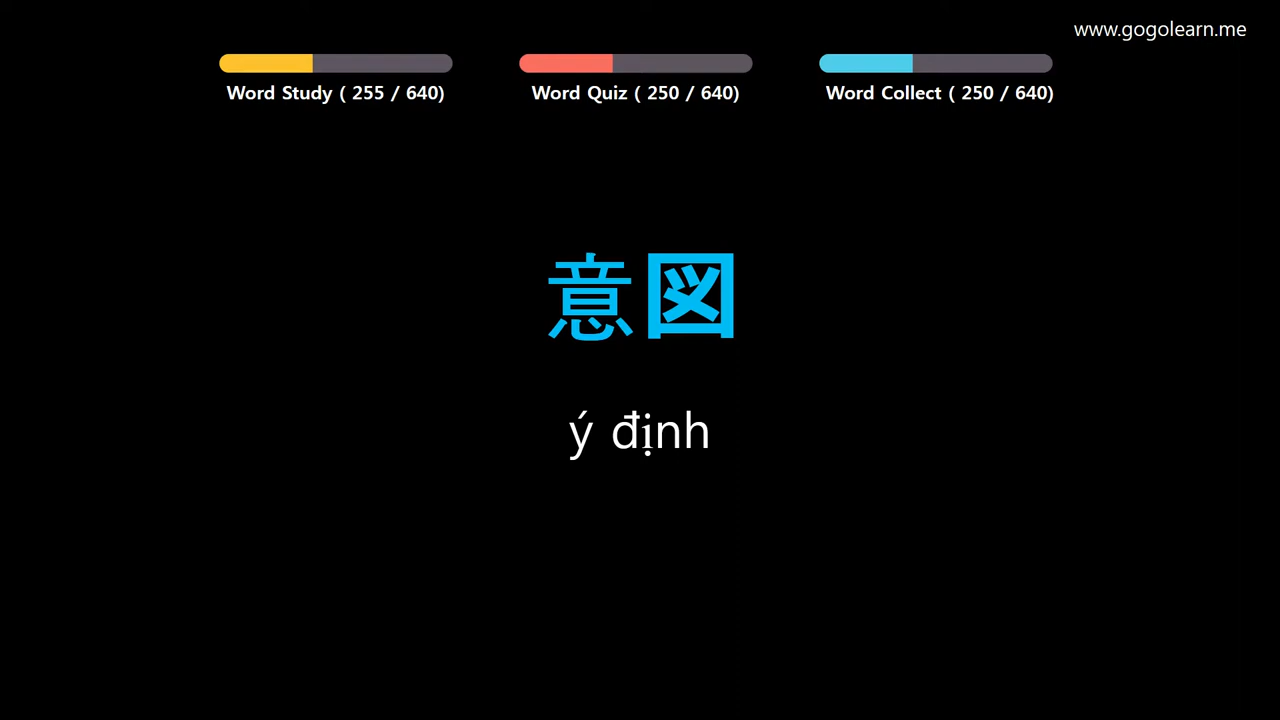 www.gogolearn.me
Word Study ( 255 / 640)
Word Quiz ( 250 / 640)
Word Collect ( 250 / 640)
意図
ý định